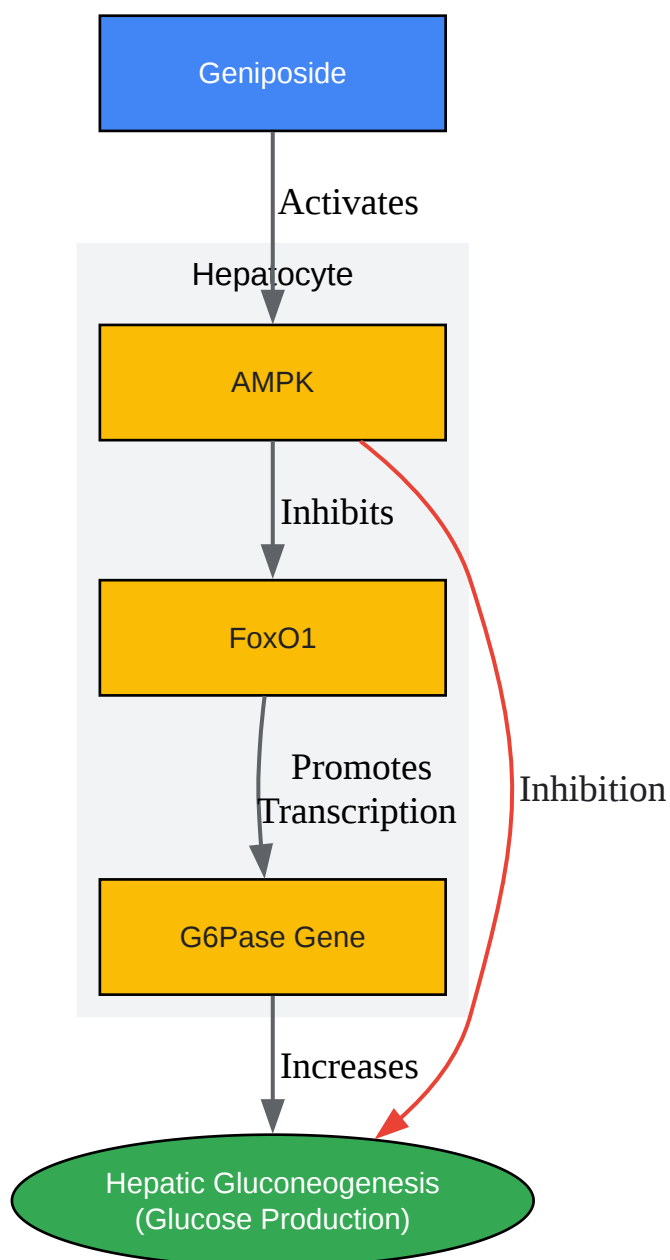 Geniposide
Activates
Hepatocyte
AMPK
Inhibits
FoxO1
Promotes
Transcription
Inhibition
G6Pase Gene
Increases
Hepatic Gluconeogenesis
(Glucose Production)